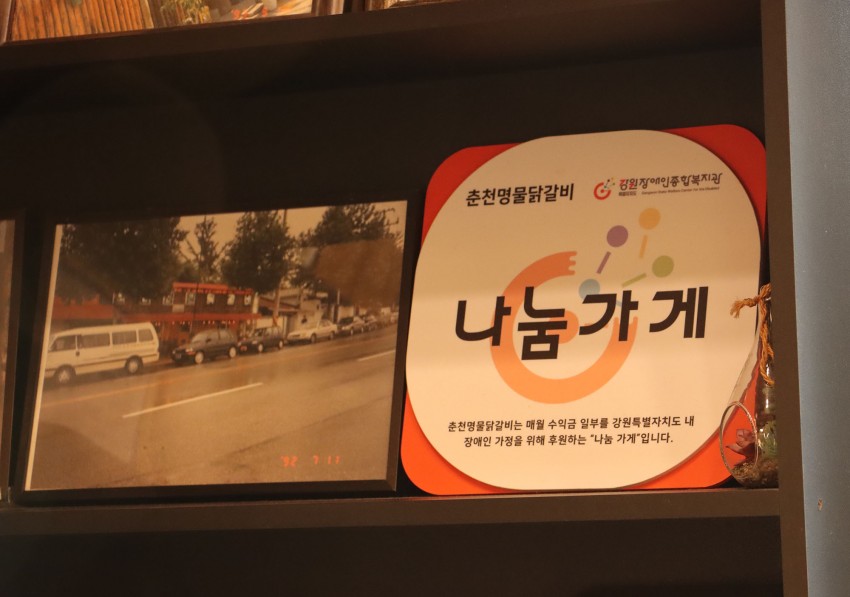 춘천명물닭갈비
강원장애인종합복지관
나눔가게
춘천명물닭갈비는 매월 수익금 일부를 강원특별자치도 내
장애인 가정을 위해 후원하는 "나눔 가게"입니다.